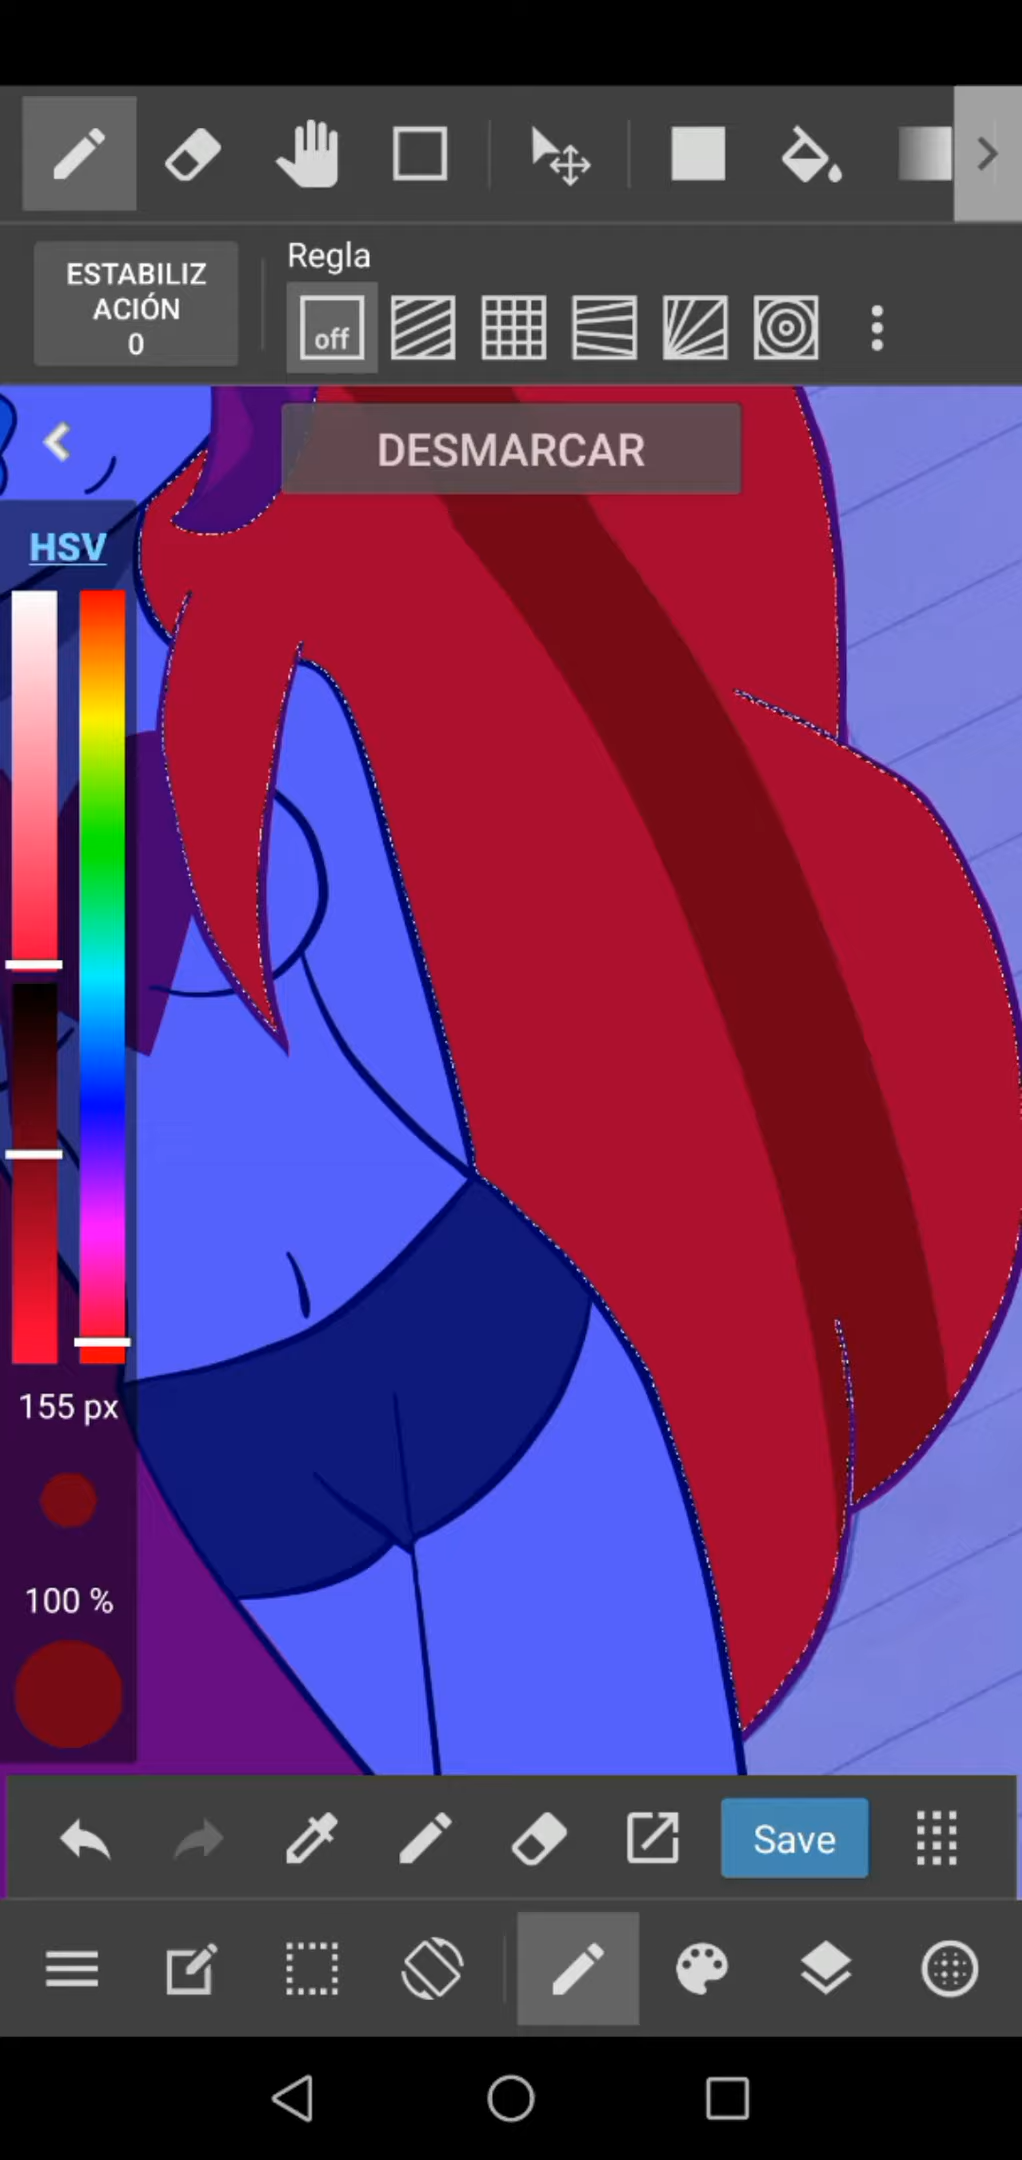 ESTABILIZ
ACIÓN
0
Regla
off
DESMARCAR
HSV
155 px
100 %
Save